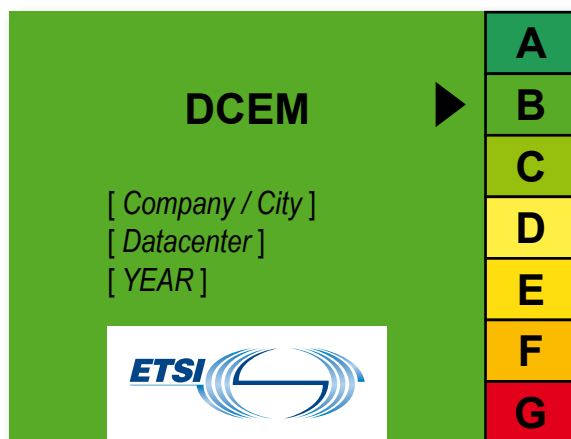 DCEM
[ Company / City ]
[ Datacenter ]
[ YEAR ]
ETSI
A
B
C
D
E
F
G